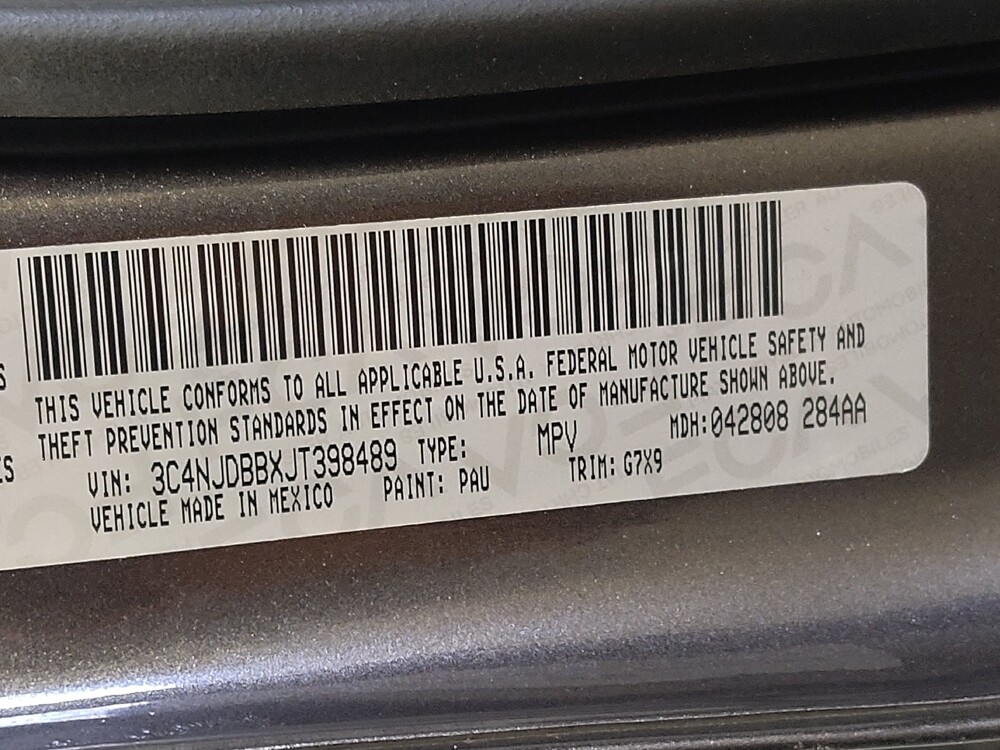 S
THIS VEHICLE CONFORMS TO ALL APPLICABLE U.S.A. FEDERAL MOTOR VEHICLE SAFETY AND
THEFT PREVENTION STANDARDS IN EFFECT ON THE DATE OF MANUFACTURE SHOWN ABOVE.
ES
VIN: 3C4NJDBBXJT398489 TYPE: MPV MDH:042808 284AA
VEHICLE MADE IN MEXICO PAINT: PAU TRIM: G7X9